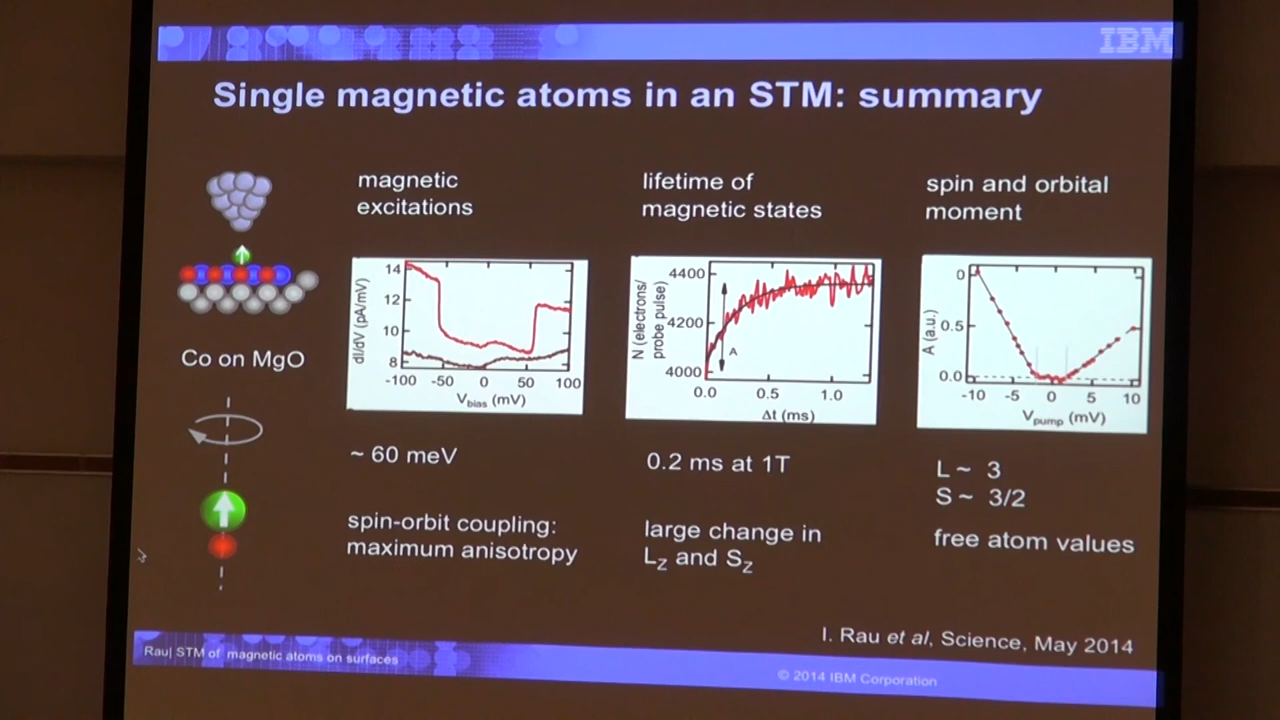 IBM
Single magnetic atoms in an STM: summary
magnetic
excitations
lifetime of
magnetic states
spin and orbital
moment
dI/dV (pA/mV)
14
12
10
8
-100 -50 0 50 100
Vbias (mV)
N (electrons/
probe pulse)
4400
4200
4000
A
0.0 0.5 1.0
Δt (ms)
A (a.u.)
0
0.5
0.0
-10 -5 0 5 10
Vpump (mV)
Co on MgO
~ 60 meV
0.2 ms at 1T
L ~ 3
S ~ 3/2
spin-orbit coupling:
maximum anisotropy
large change in
LZ and SZ
free atom values
I. Rau et al, Science, May 2014
Rau| STM of magnetic atoms on surfaces
© 2014 IBM Corporation